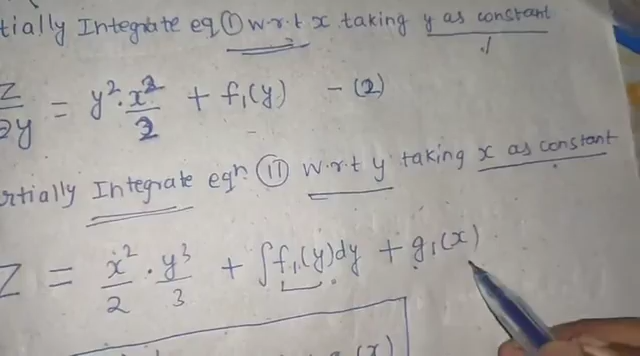 tially Integrate eq ① w.r.t x taking y as constant
z/∂y = y²·x²/2 + f₁(y) - (2)
rtially Integrate eqn ⑪ w.r.t y taking x as constant
Z = x²/2 · y³/3 + ∫f₁(y)dy + g₁(x)
(x)